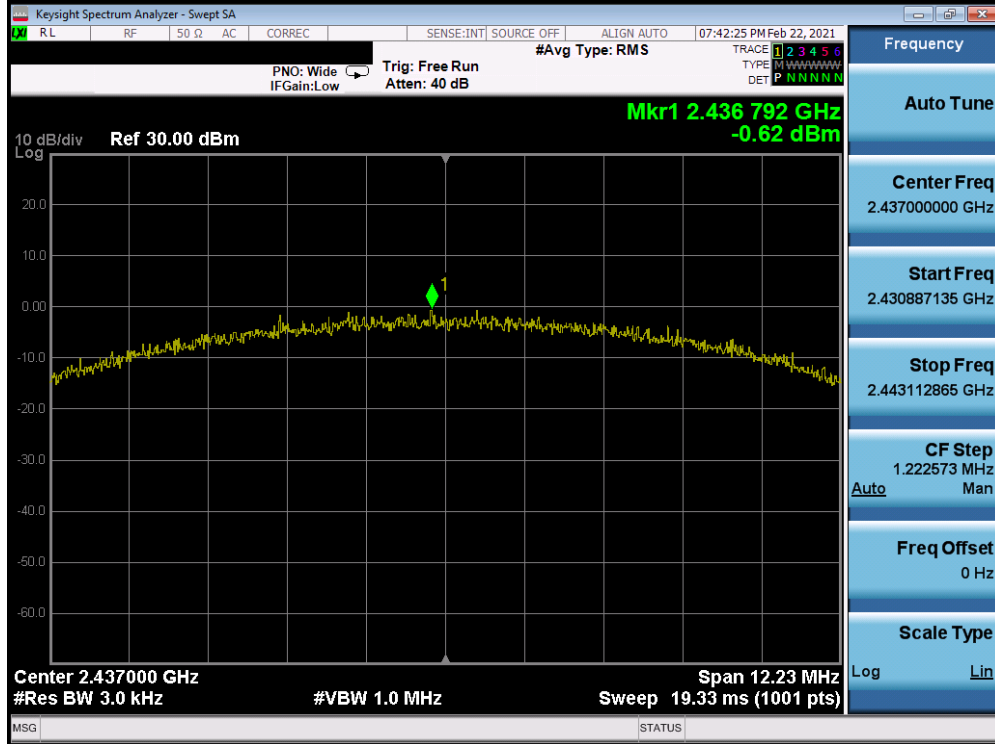 Keysight Spectrum Analyzer - Swept SA
LXI RL RF 50 Ω AC CORREC SENSE:INT SOURCE OFF ALIGN AUTO 07:42:25 PM Feb 22, 2021
#Avg Type: RMS
TRACE 1 2 3 4 5 6
TYPE M WWWWW
DET P N N N N N
PNO: Wide
IFGain:Low
Trig: Free Run
Atten: 40 dB
Mkr1 2.436 792 GHz
-0.62 dBm
10 dB/div Ref 30.00 dBm
Log
20.0
10.0
0.00
-10.0
-20.0
-30.0
-40.0
-50.0
-60.0
1
Center 2.437000 GHz Span 12.23 MHz
#Res BW 3.0 kHz #VBW 1.0 MHz Sweep 19.33 ms (1001 pts)
MSG STATUS
Frequency
Auto Tune
Center Freq
2.437000000 GHz
Start Freq
2.430887135 GHz
Stop Freq
2.443112865 GHz
CF Step
1.222573 MHz
Auto Man
Freq Offset
0 Hz
Scale Type
Log Lin